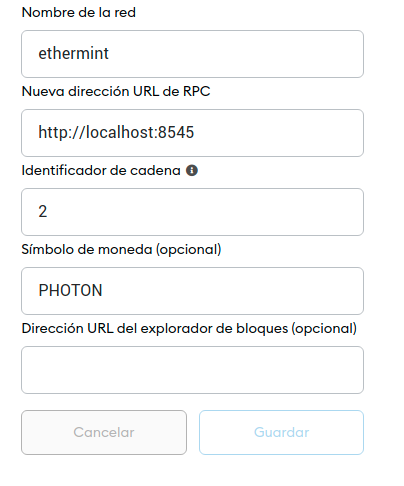 Nombre de la red
ethermint
Nueva dirección URL de RPC
http://localhost:8545
Identificador de cadena
2
Símbolo de moneda (opcional)
PHOTON
Dirección URL del explorador de bloques (opcional)
Cancelar
Guardar